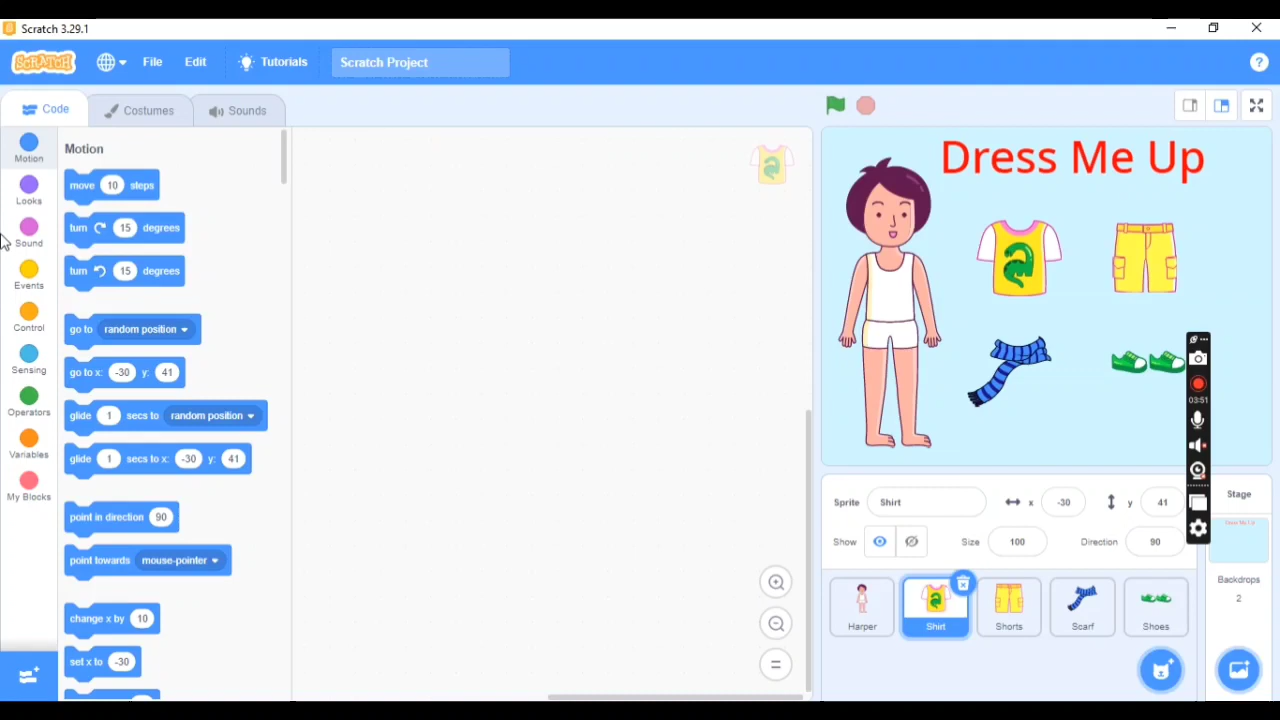 Scratch 3.29.1
SCRATCH
File
Edit
Tutorials
Scratch Project
?
Code
Costumes
Sounds
Motion
Looks
Sound
Events
Control
Sensing
Operators
Variables
My Blocks
Motion
move 10 steps
turn 15 degrees
turn 15 degrees
go to random position
go to x: -30 y: 41
glide 1 secs to random position
glide 1 secs to x: -30 y: 41
point in direction 90
point towards mouse-pointer
change x by 10
set x to -30
Dress Me Up
03:51
Sprite Shirt x -30 y 41
Show Size 100 Direction 90
Harper
Shirt
Shorts
Scarf
Shoes
Stage
Dress Me Up
Backdrops
2